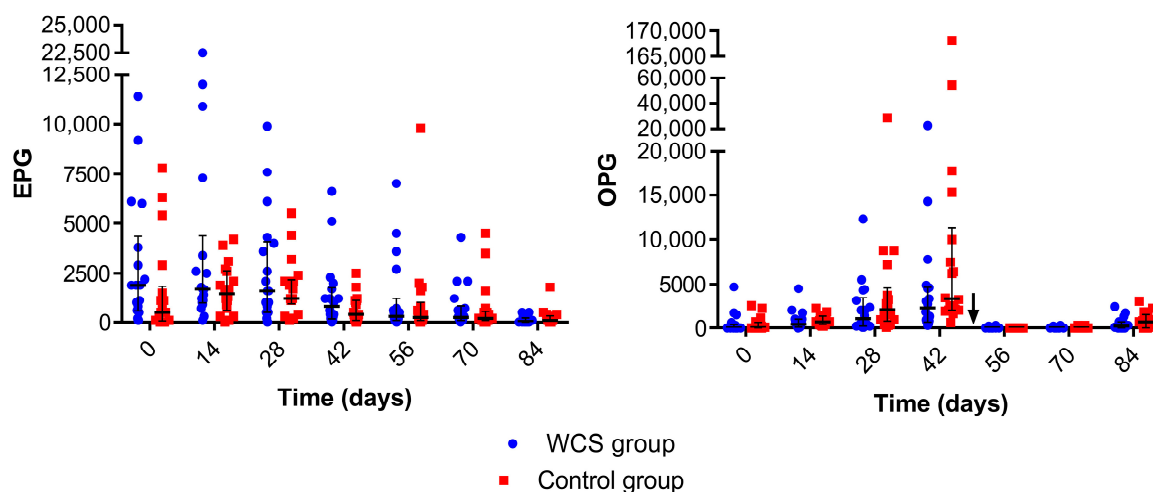 25,000
22,500
12,500
10,000
7500
5000
2500
0
EPG
0 14 28 42 56 70 84
Time (days)
170,000
165,000
60,000
40,000
20,000
20,000
15,000
10,000
5000
0
OPG
0 14 28 42 56 70 84
Time (days)
WCS group
Control group